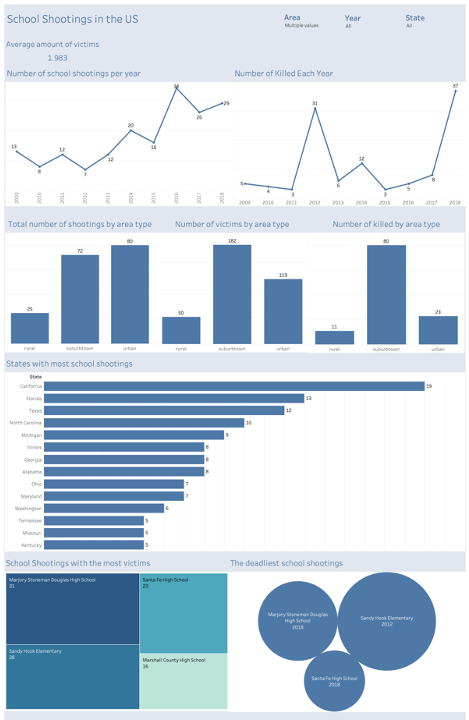 School Shootings in the US
Area
Multiple values
Year
All
State
All
Average amount of victims
1.983
Number of school shootings per year
13
8
12
7
12
20
16
34
26
29
2009
2010
2011
2012
2013
2014
2015
2016
2017
2018
Number of Killed Each Year
5
4
3
31
6
12
3
5
8
37
2009
2010
2011
2012
2013
2014
2015
2016
2017
2018
Total number of shootings by area type
25
72
80
rural
suburb\town
urban
Number of victims by area type
50
182
119
rural
suburb\town
urban
Number of killed by area type
11
80
23
rural
suburb\town
urban
States with most school shootings
State
California 19
Florida 13
Texas 12
North Carolina 10
Michigan 9
Illinois 8
Georgia 8
Alabama 8
Ohio 7
Maryland 7
Washington 6
Tennessee 5
Missouri 5
Kentucky 5
School Shootings with the most victims
Marjory Stoneman Douglas High School
31
Sandy Hook Elementary
28
Santa Fe High School
23
Marshall County High School
16
The deadliest school shootings
Marjory Stoneman Douglas
High School
2018
Sandy Hook Elementary
2012
Santa Fe High School
2018